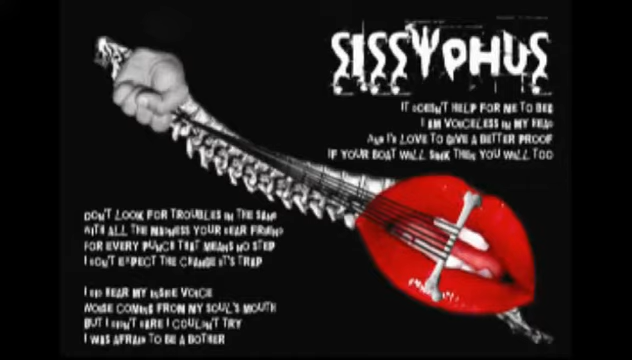 SISSYPHUS
IT DOESN'T HELP FOR ME TO BEG
I AM VOICELESS IN MY HEAD
AND I'D LOVE TO GIVE A BETTER PROOF
IF YOUR BOAT WILL SINK THEN YOU WILL TOO
DON'T LOOK FOR TROUBLES IN THE SAND
WITH ALL THE MADNESS YOUR DEAR FRIEND
FOR EVERY PUNCH THAT MEANS NO STEP
I DON'T EXPECT THE CHANGE IT'S TRAP
I DID HEAR MY INSIDE VOICE
NOISE COMING FROM MY SOUL'S MOUTH
BUT I DIDN'T DARE I COULDN'T TRY
I WAS AFRAID TO BE A BOTHER